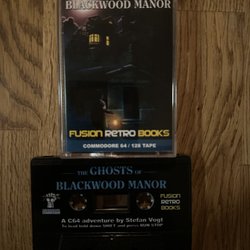 BLACKWOOD MANOR
FUSION RETRO BOOKS
COMMODORE 64 / 128 TAPE
THE GHOSTS OF
BLACKWOOD MANOR
FUSION
RETRO
BOOKS
A C64 adventure by Stefan Vogt
To load hold down SHIFT and press RUN STOP